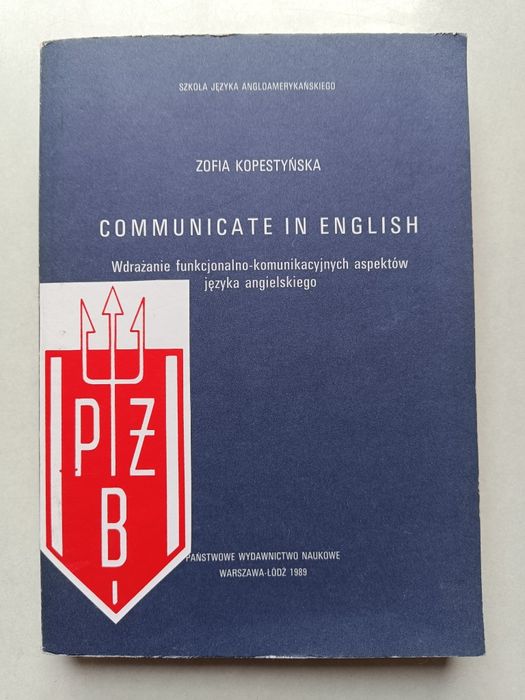 SZKOŁA JĘZYKA ANGLOAMERYKAŃSKIEGO
ZOFIA KOPESTYŃSKA
COMMUNICATE IN ENGLISH
Wdrażanie funkcjonalno-komunikacyjnych aspektów
języka angielskiego
P Ż
B
PAŃSTWOWE WYDAWNICTWO NAUKOWE
WARSZAWA-ŁÓDŹ 1989